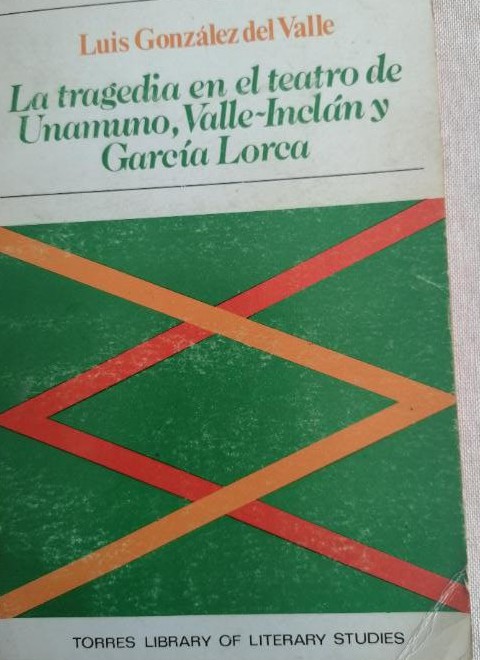 Luis González del Valle
La tragedia en el teatro de
Unamuno, Valle-Inclán y
García Lorca
TORRES LIBRARY OF LITERARY STUDIES